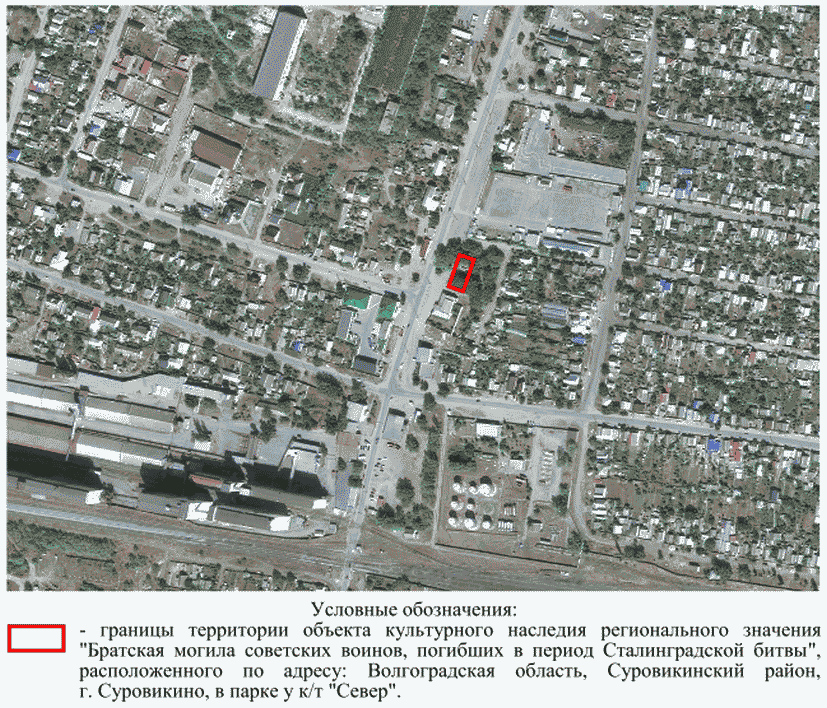 Условные обозначения:
- границы территории объекта культурного наследия регионального значения
"Братская могила советских воинов, погибших в период Сталинградской битвы",
расположенного по адресу: Волгоградская область, Суровикинский район,
г. Суровикино, в парке у к/т "Север".